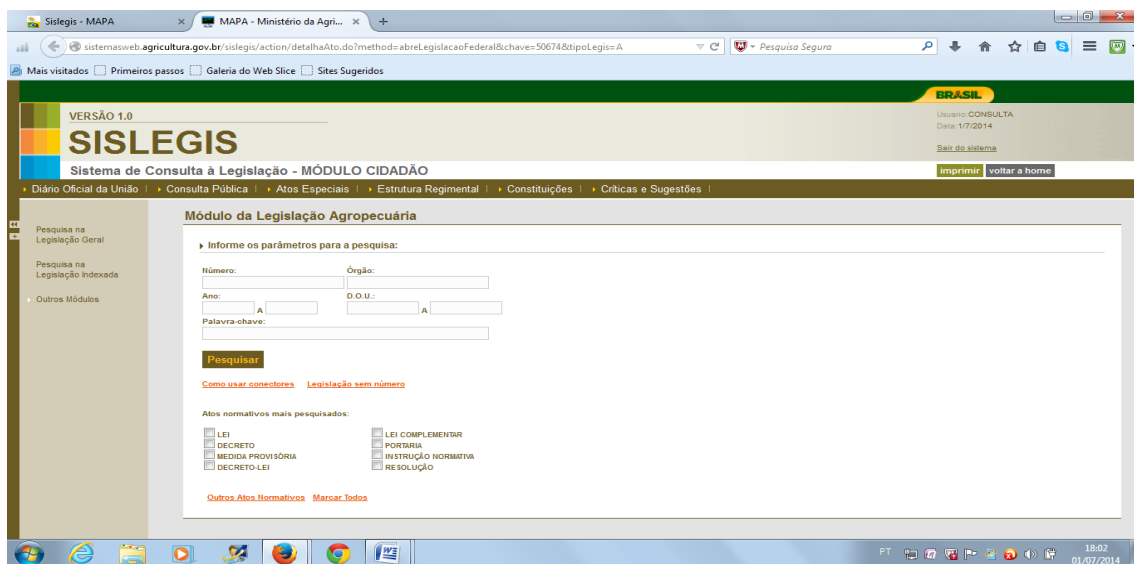 Sislegis - MAPA × MAPA - Ministério da Agri... × +
sistemasweb.agricultura.gov.br/sislegis/action/detalhaAto.do?method=abreLegislacaoFederal&chave=50674&tipoLegis=A Pesquisa Segura
Mais visitados Primeiros passos Galeria do Web Slice Sites Sugeridos
BRASIL
VERSÃO 1.0
Usuario:CONSULTA
Data:1/7/2014
SISLEGIS
Sair do sistema
Sistema de Consulta à Legislação - MÓDULO CIDADÃO
imprimir voltar a home
Diário Oficial da União | Consulta Pública | Atos Especiais | Estrutura Regimental | Constituições | Críticas e Sugestões |
Módulo da Legislação Agropecuária
Pesquisa na
Legislação Geral
Pesquisa na
Legislação Indexada
Outros Módulos
Informe os parâmetros para a pesquisa:
Número: Órgão:
Ano: D.O.U.:
A A
Palavra-chave:
Pesquisar
Como usar conectores Legislação sem número
Atos normativos mais pesquisados:
LEI LEI COMPLEMENTAR
DECRETO PORTARIA
MEDIDA PROVISÓRIA INSTRUÇÃO NORMATIVA
DECRETO-LEI RESOLUÇÃO
Outros Atos Normativos Marcar Todos
PT 18:02
01/07/2014